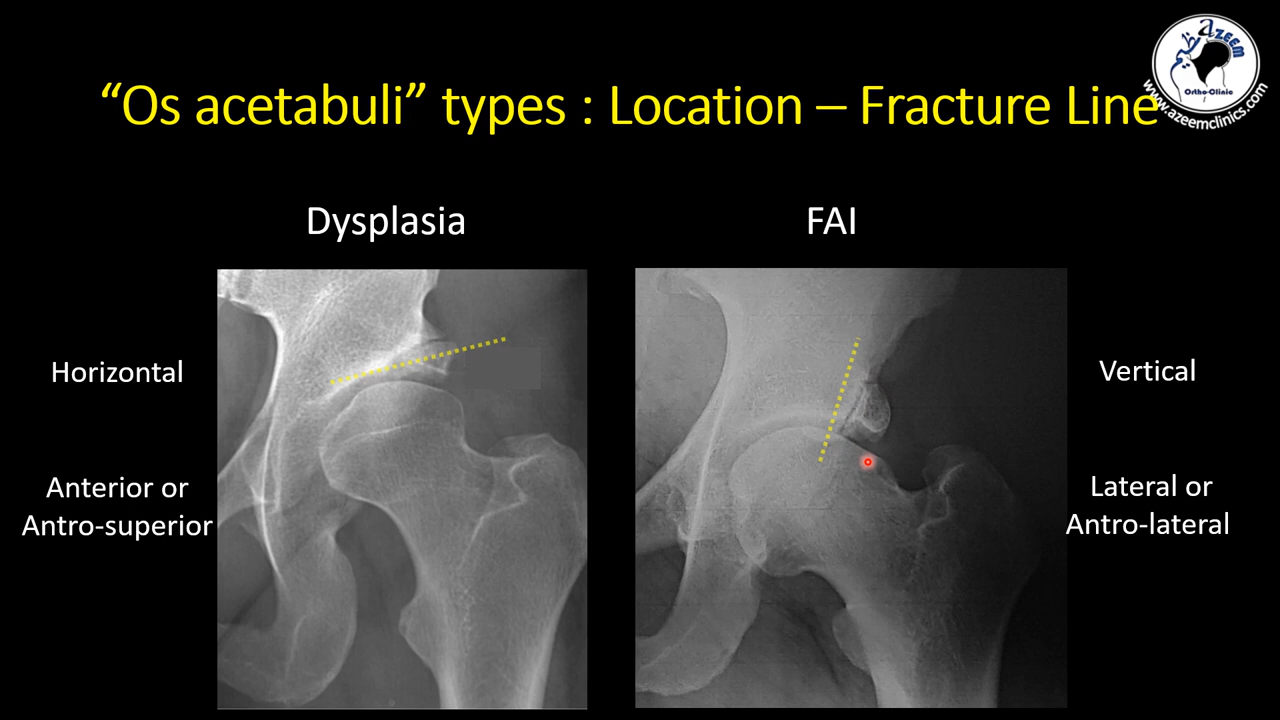 “Os acetabuli” types : Location – Fracture Line
azeem
Ortho-Clinic
www.azeemclinics.com
Dysplasia
FAI
Horizontal
Vertical
Anterior or
Antro-superior
Lateral or
Antro-lateral